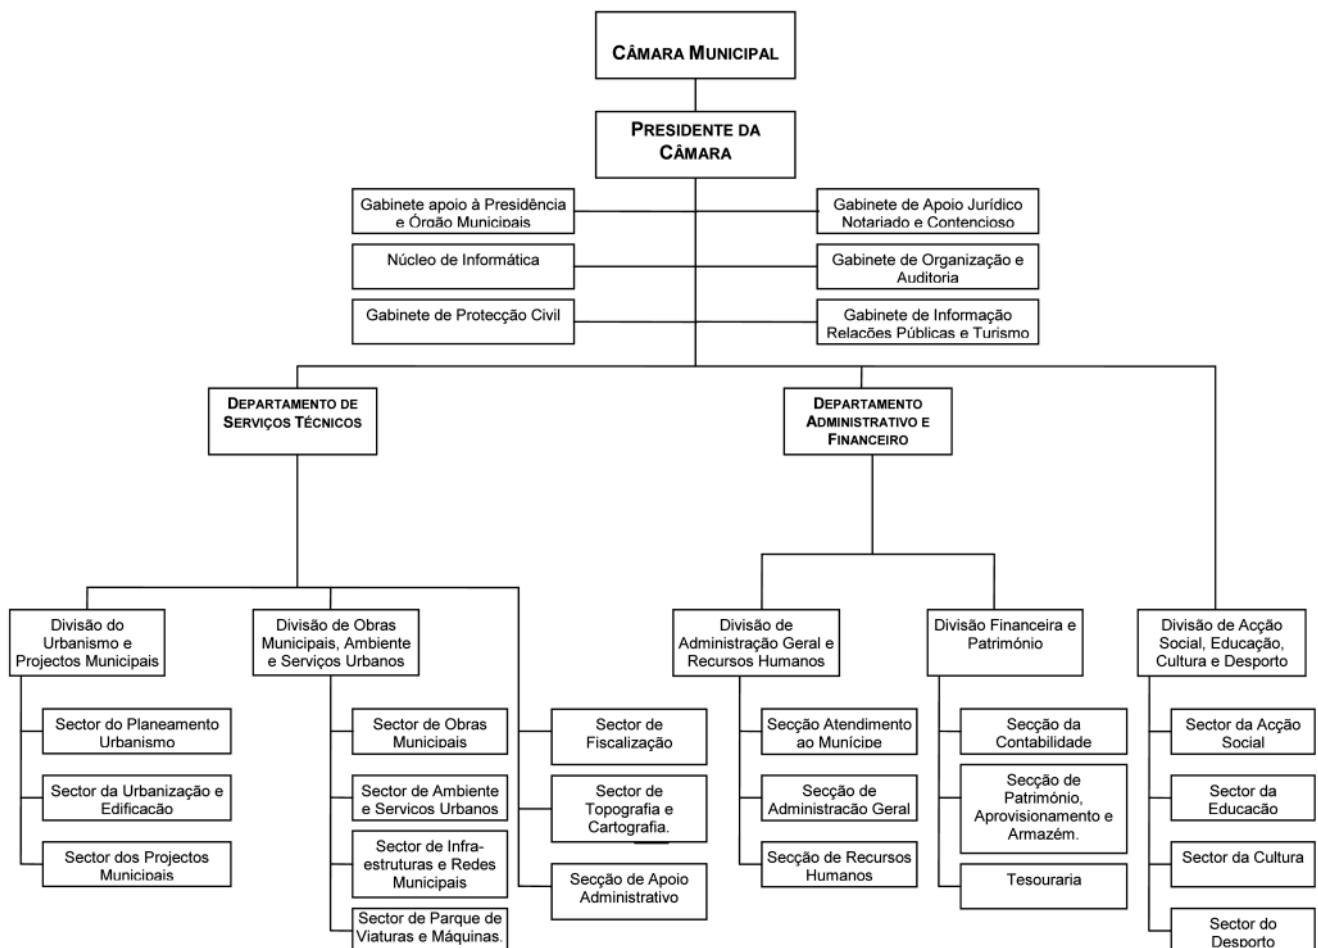 CÂMARA MUNICIPAL
PRESIDENTE DA
CÂMARA
Gabinete apoio à Presidência
e Órgão Municipais
Gabinete de Apoio Jurídico
Notariado e Contencioso
Núcleo de Informática
Gabinete de Organização e
Auditoria
Gabinete de Protecção Civil
Gabinete de Informação
Relações Públicas e Turismo
DEPARTAMENTO DE
SERVIÇOS TÉCNICOS
DEPARTAMENTO
ADMINISTRATIVO E
FINANCEIRO
Divisão do
Urbanismo e
Projectos Municipais
Divisão de Obras
Municipais, Ambiente
e Serviços Urbanos
Divisão de
Administração Geral e
Recursos Humanos
Divisão Financeira e
Património
Divisão de Acção
Social, Educação,
Cultura e Desporto
Sector do Planeamento
Urbanismo
Sector da Urbanização e
Edificação
Sector dos Projectos
Municipais
Sector de Obras
Municipais
Sector de Ambiente
e Serviços Urbanos
Sector de Infra-
estruturas e Redes
Municipais
Sector de Parque de
Viaturas e Máquinas.
Sector de
Fiscalização
Sector de
Topografia e
Cartografia.
Secção de Apoio
Administrativo
Secção Atendimento
ao Munícipe
Secção de
Administração Geral
Secção de Recursos
Humanos
Secção da
Contabilidade
Secção de
Património,
Aprovisionamento e
Armazém.
Tesouraria
Sector da Acção
Social
Sector da
Educação
Sector da Cultura
Sector do
Desporto